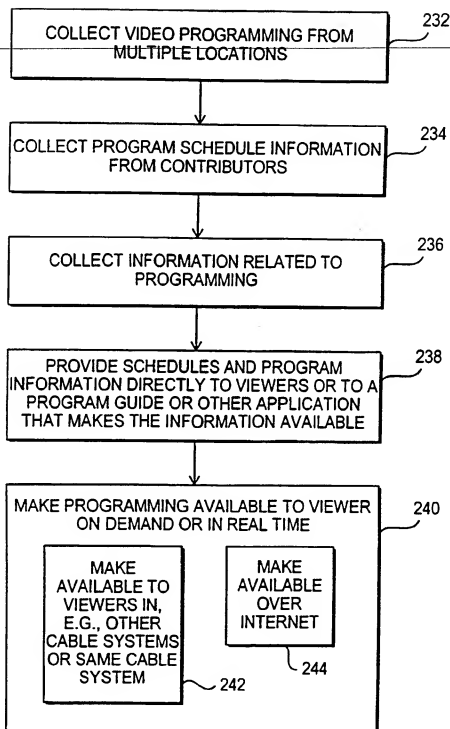 COLLECT VIDEO PROGRAMMING FROM
MULTIPLE LOCATIONS
232
COLLECT PROGRAM SCHEDULE INFORMATION
FROM CONTRIBUTORS
234
COLLECT INFORMATION RELATED TO
PROGRAMMING
236
PROVIDE SCHEDULES AND PROGRAM
INFORMATION DIRECTLY TO VIEWERS OR TO A
PROGRAM GUIDE OR OTHER APPLICATION
THAT MAKES THE INFORMATION AVAILABLE
238
MAKE PROGRAMMING AVAILABLE TO VIEWER
ON DEMAND OR IN REAL TIME
240
MAKE
AVAILABLE TO
VIEWERS IN,
E.G., OTHER
CABLE SYSTEMS
OR SAME CABLE
SYSTEM
242
MAKE
AVAILABLE
OVER
INTERNET
244